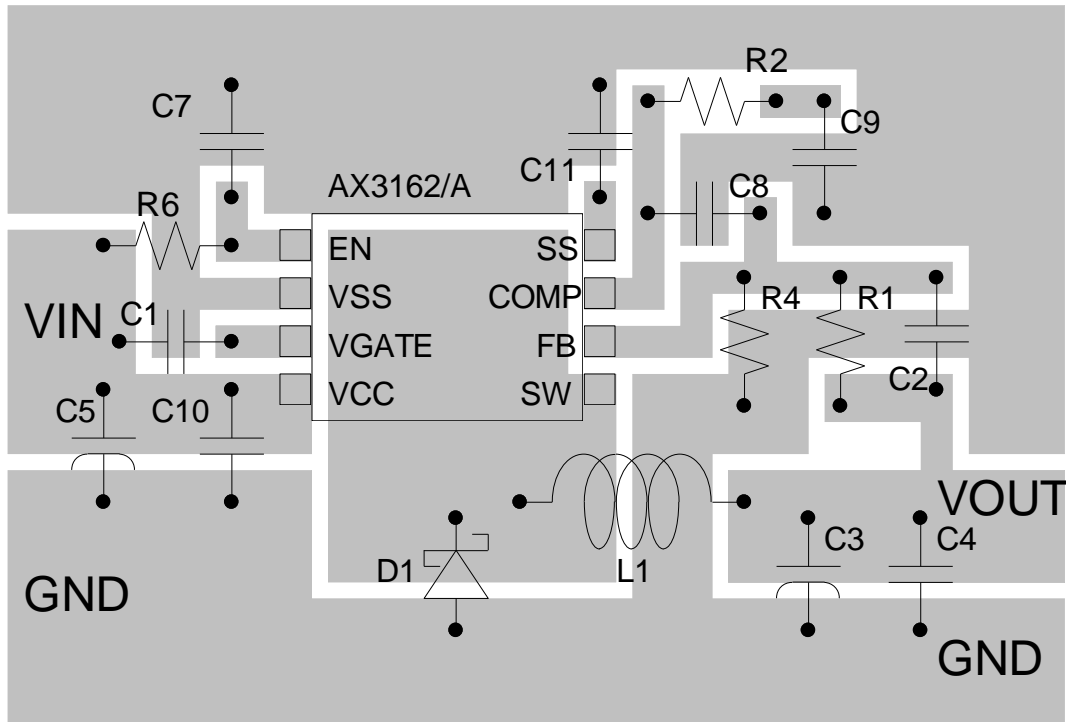 R2
C7
C9
C11
AX3162/A
C8
R6
EN
SS
VSS
COMP
R4
R1
VIN
C1
VGATE
FB
C2
VCC
SW
C5
C10
VOUT
C3
C4
D1
L1
GND
GND